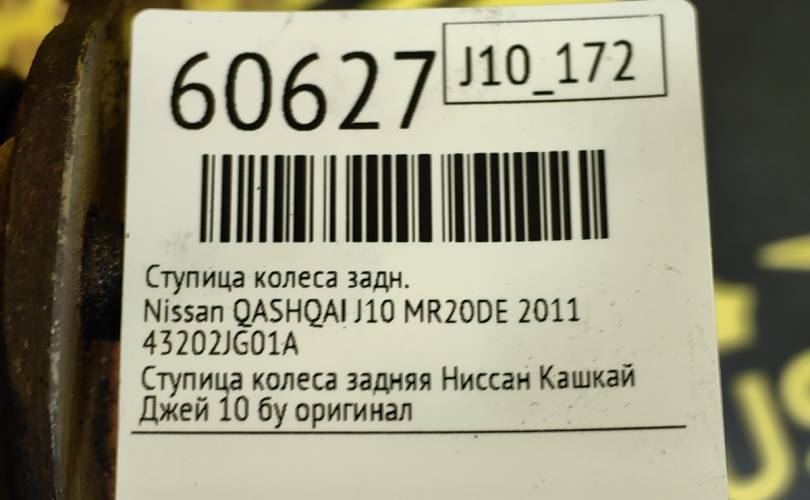 60627
J10_172
Ступица колеса задн.
Nissan QASHQAI J10 MR20DE 2011
43202JG01A
Ступица колеса задняя Ниссан Кашкай
Джей 10 бу оригинал